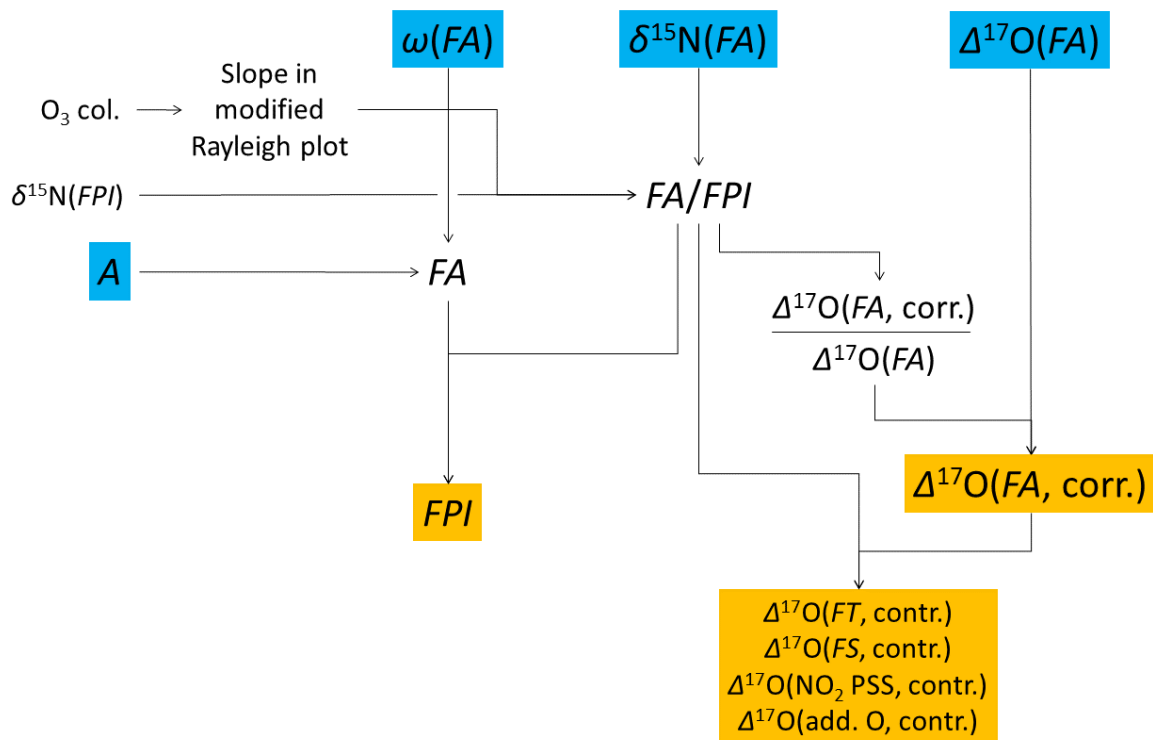 ω(FA)
δ¹⁵N(FA)
Δ¹⁷O(FA)
O₃ col.
Slope in
modified
Rayleigh plot
δ¹⁵N(FPI)
FA/FPI
A
FA
Δ¹⁷O(FA, corr.)
Δ¹⁷O(FA)
Δ¹⁷O(FA, corr.)
FPI
Δ¹⁷O(FT, contr.)
Δ¹⁷O(FS, contr.)
Δ¹⁷O(NO₂ PSS, contr.)
Δ¹⁷O(add. O, contr.)